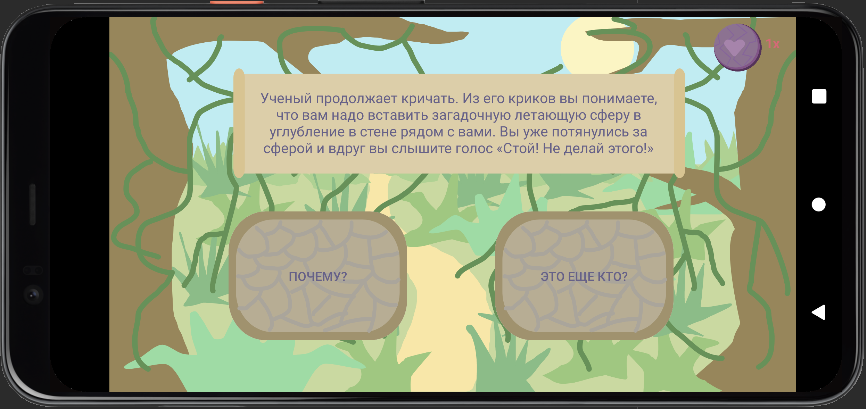 Ученый продолжает кричать. Из его криков вы понимаете,
что вам надо вставить загадочную летающую сферу в
углубление в стене рядом с вами. Вы уже потянулись за
сферой и вдруг вы слышите голос «Стой! Не делай этого!»
ПОЧЕМУ?
ЭТО ЕЩЕ КТО?